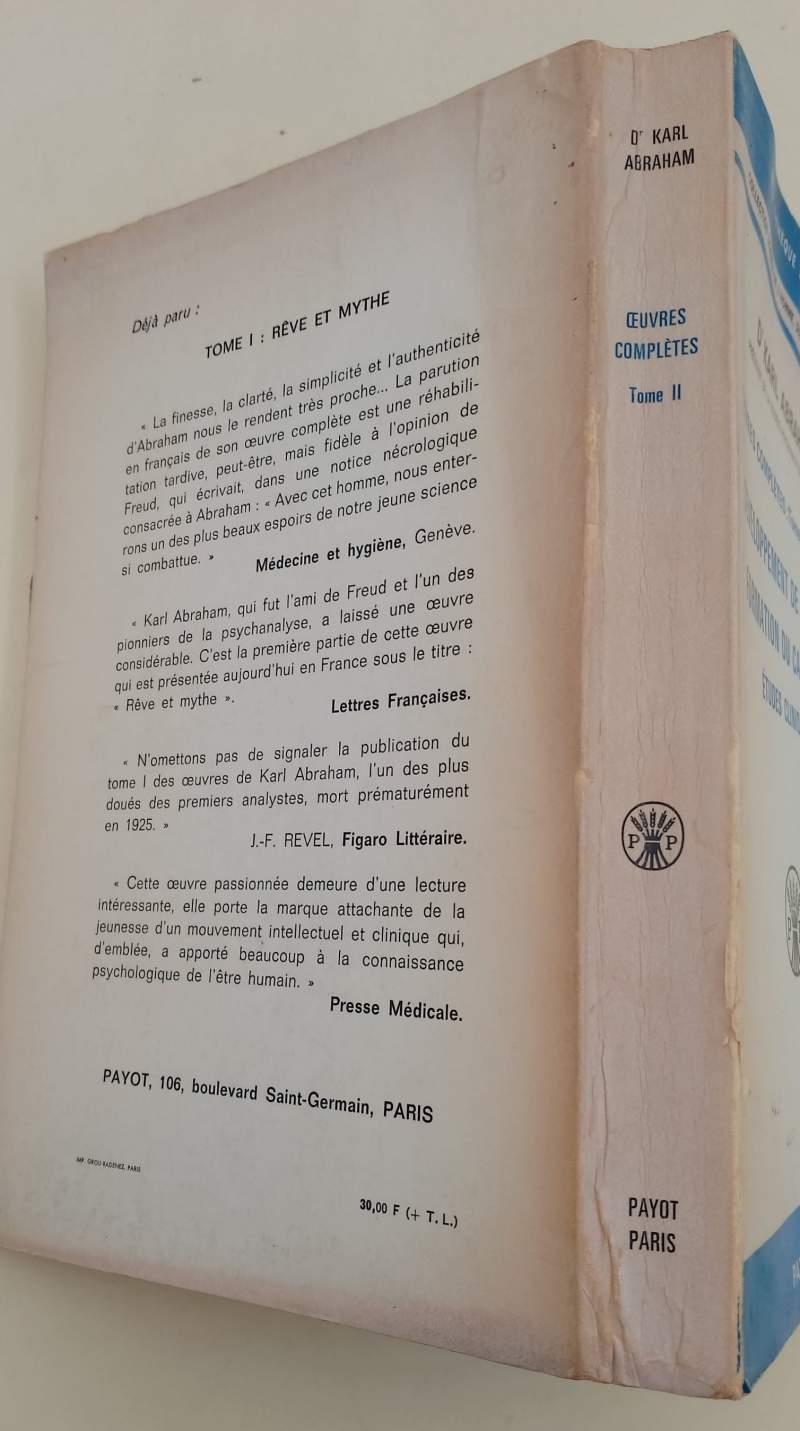 Déjà paru :
TOME I : RÊVE ET MYTHE
« La finesse, la clarté, la simplicité et l'authenticité
d'Abraham nous le rendent très proche... La parution
en français de son œuvre complète est une réhabili-
tation tardive, peut-être, mais fidèle à l'opinion de
Freud, qui écrivait, dans une notice nécrologique
consacrée à Abraham : « Avec cet homme, nous enter-
rons un des plus beaux espoirs de notre jeune science
si combattue. »
Médecine et hygiène, Genève.
« Karl Abraham, qui fut l'ami de Freud et l'un des
pionniers de la psychanalyse, a laissé une œuvre
considérable. C'est la première partie de cette œuvre
qui est présentée aujourd'hui en France sous le titre :
« Rêve et mythe ».
Lettres Françaises.
« N'omettons pas de signaler la publication du
tome I des œuvres de Karl Abraham, l'un des plus
doués des premiers analystes, mort prématurément
en 1925. »
J.-F. REVEL, Figaro Littéraire.
« Cette œuvre passionnée demeure d'une lecture
intéressante, elle porte la marque attachante de la
jeunesse d'un mouvement intellectuel et clinique qui,
d'emblée, a apporté beaucoup à la connaissance
psychologique de l'être humain. »
Presse Médicale.
PAYOT, 106, boulevard Saint-Germain, PARIS
IMP. GROU-RADENEZ, PARIS
30,00 F (+ T.L.)
Dr KARL
ABRAHAM
ŒUVRES
COMPLÈTES
Tome II
P P
PAYOT
PARIS
Dr KARL ABRAHAM